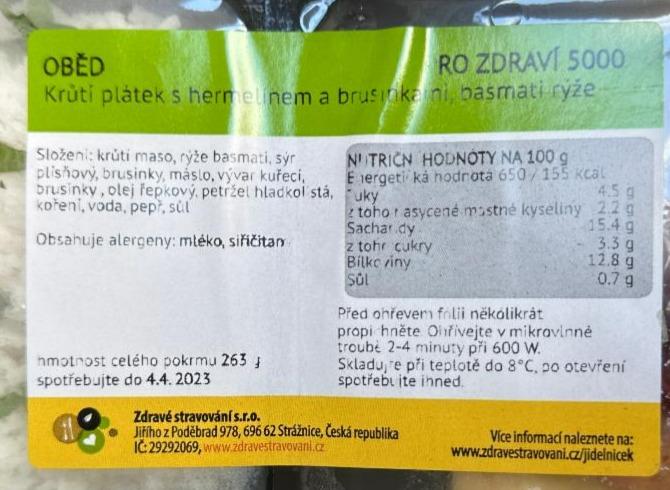 OBĚD
RO ZDRAVÍ 5000
Krůtí plátek s hermelínem a brusinkami, basmati rýže
Složení: krůtí maso, rýže basmati, sýr
plísňový, brusinky, máslo, vývar kuřecí,
brusinky, olej řepkový, petržel hladkolistá,
koření, voda, pepř, sůl
Obsahuje alergeny: mléko, siřičitan
hmotnost celého pokrmu 263 g
spotřebujte do 4.4. 2023
NUTRIČN HODNOTY NA 100 g
Energetická hodnota 650 / 155 kcal
Tuky 4.5 g
z toho nasycené mastné kyseliny 2.2 g
Sacharidy 15.4 g
z toho cukry 3.3 g
Bílkoviny 12.8 g
Sůl 0.7 g
Před ohřevem fólii několikrát
propíchněte Ohřívejte v mikrovlnné
troubě 2-4 minuty při 600 W.
Skladujte při teplotě do 8°C, po otevření
spotřebujte ihned.
Zdravé stravování s.r.o.
Jiřího z Poděbrad 978, 696 62 Strážnice, Česká republika
IČ: 29292069, www.zdravestravovani.cz
Více informací naleznete na:
www.zdravestravovani.cz/jidelnicek